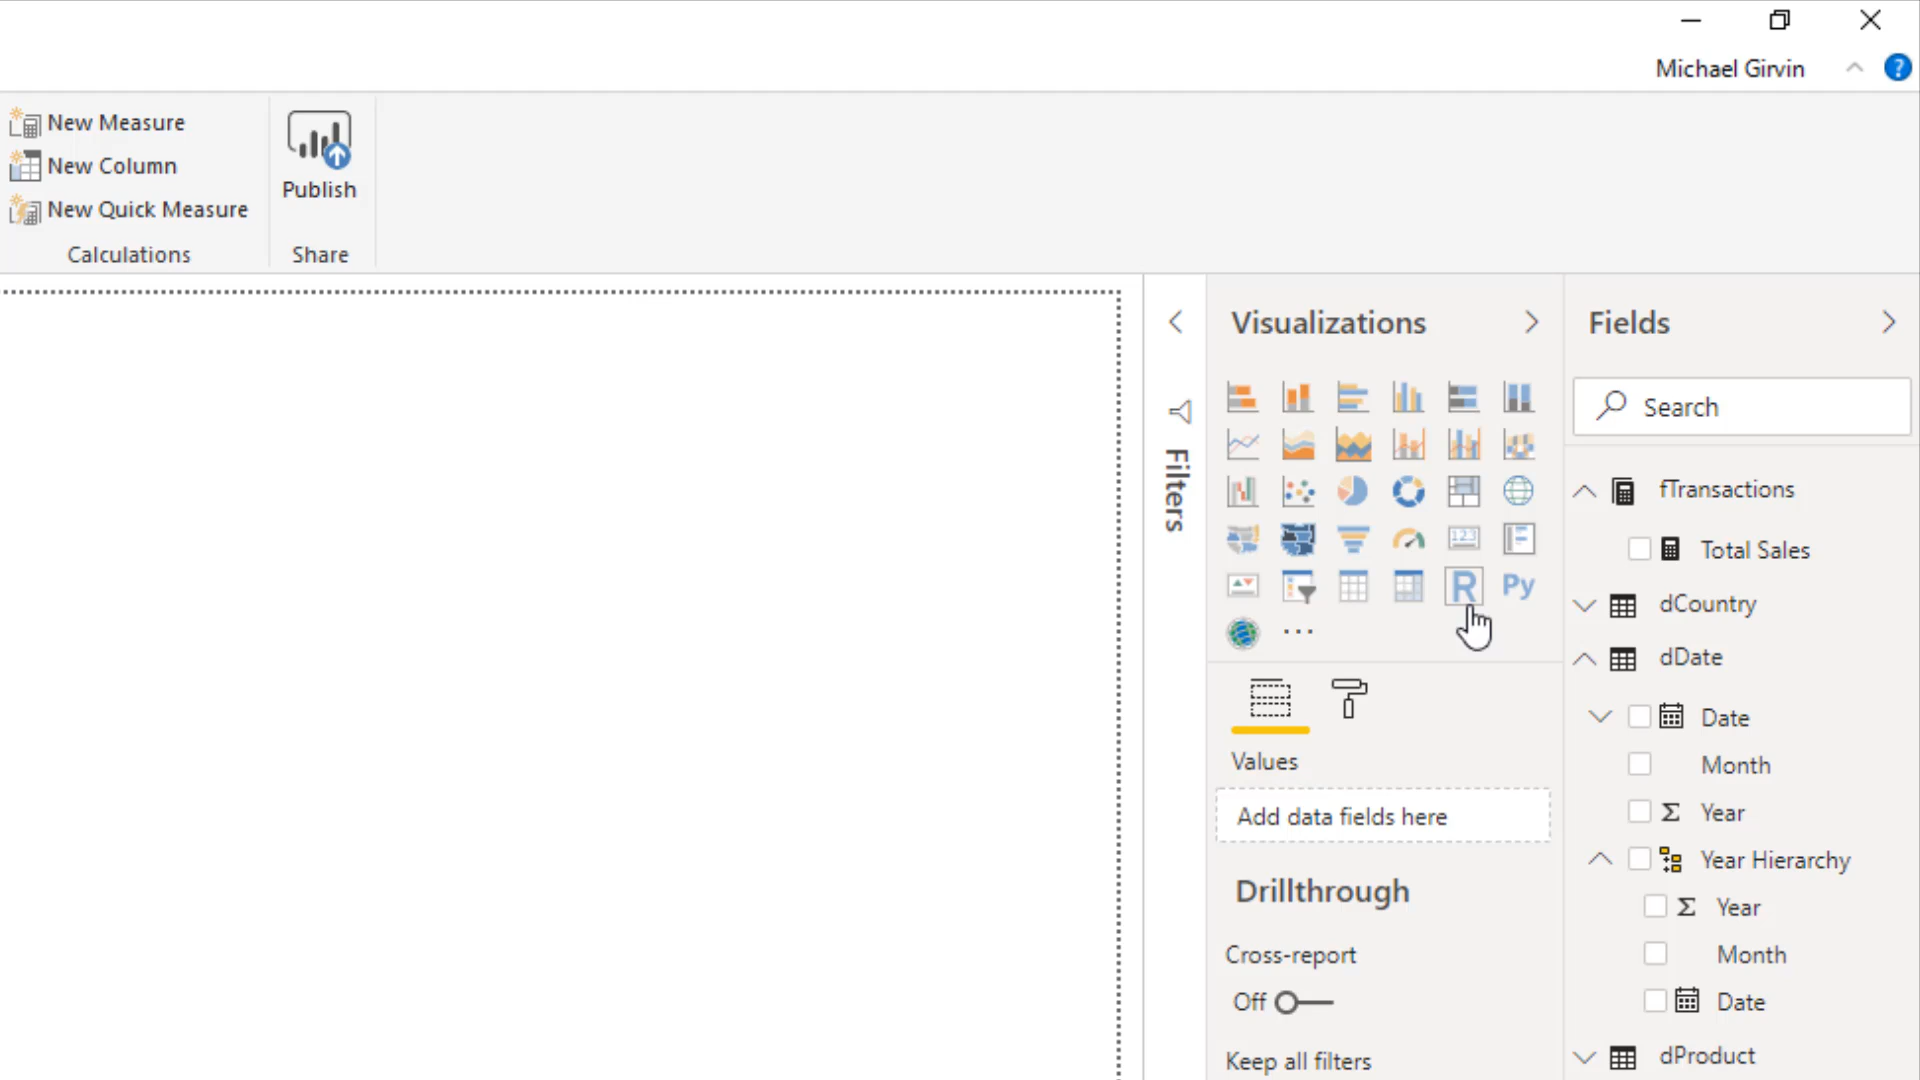 Michael Girvin
?
New Measure
New Column
New Quick Measure
Calculations
Publish
Share
Filters
Visualizations
123
R
Py
Values
Add data fields here
Drillthrough
Cross-report
Off
Keep all filters
Fields
Search
fTransactions
Total Sales
dCountry
dDate
Date
Month
Σ Year
Year Hierarchy
Σ Year
Month
Date
dProduct